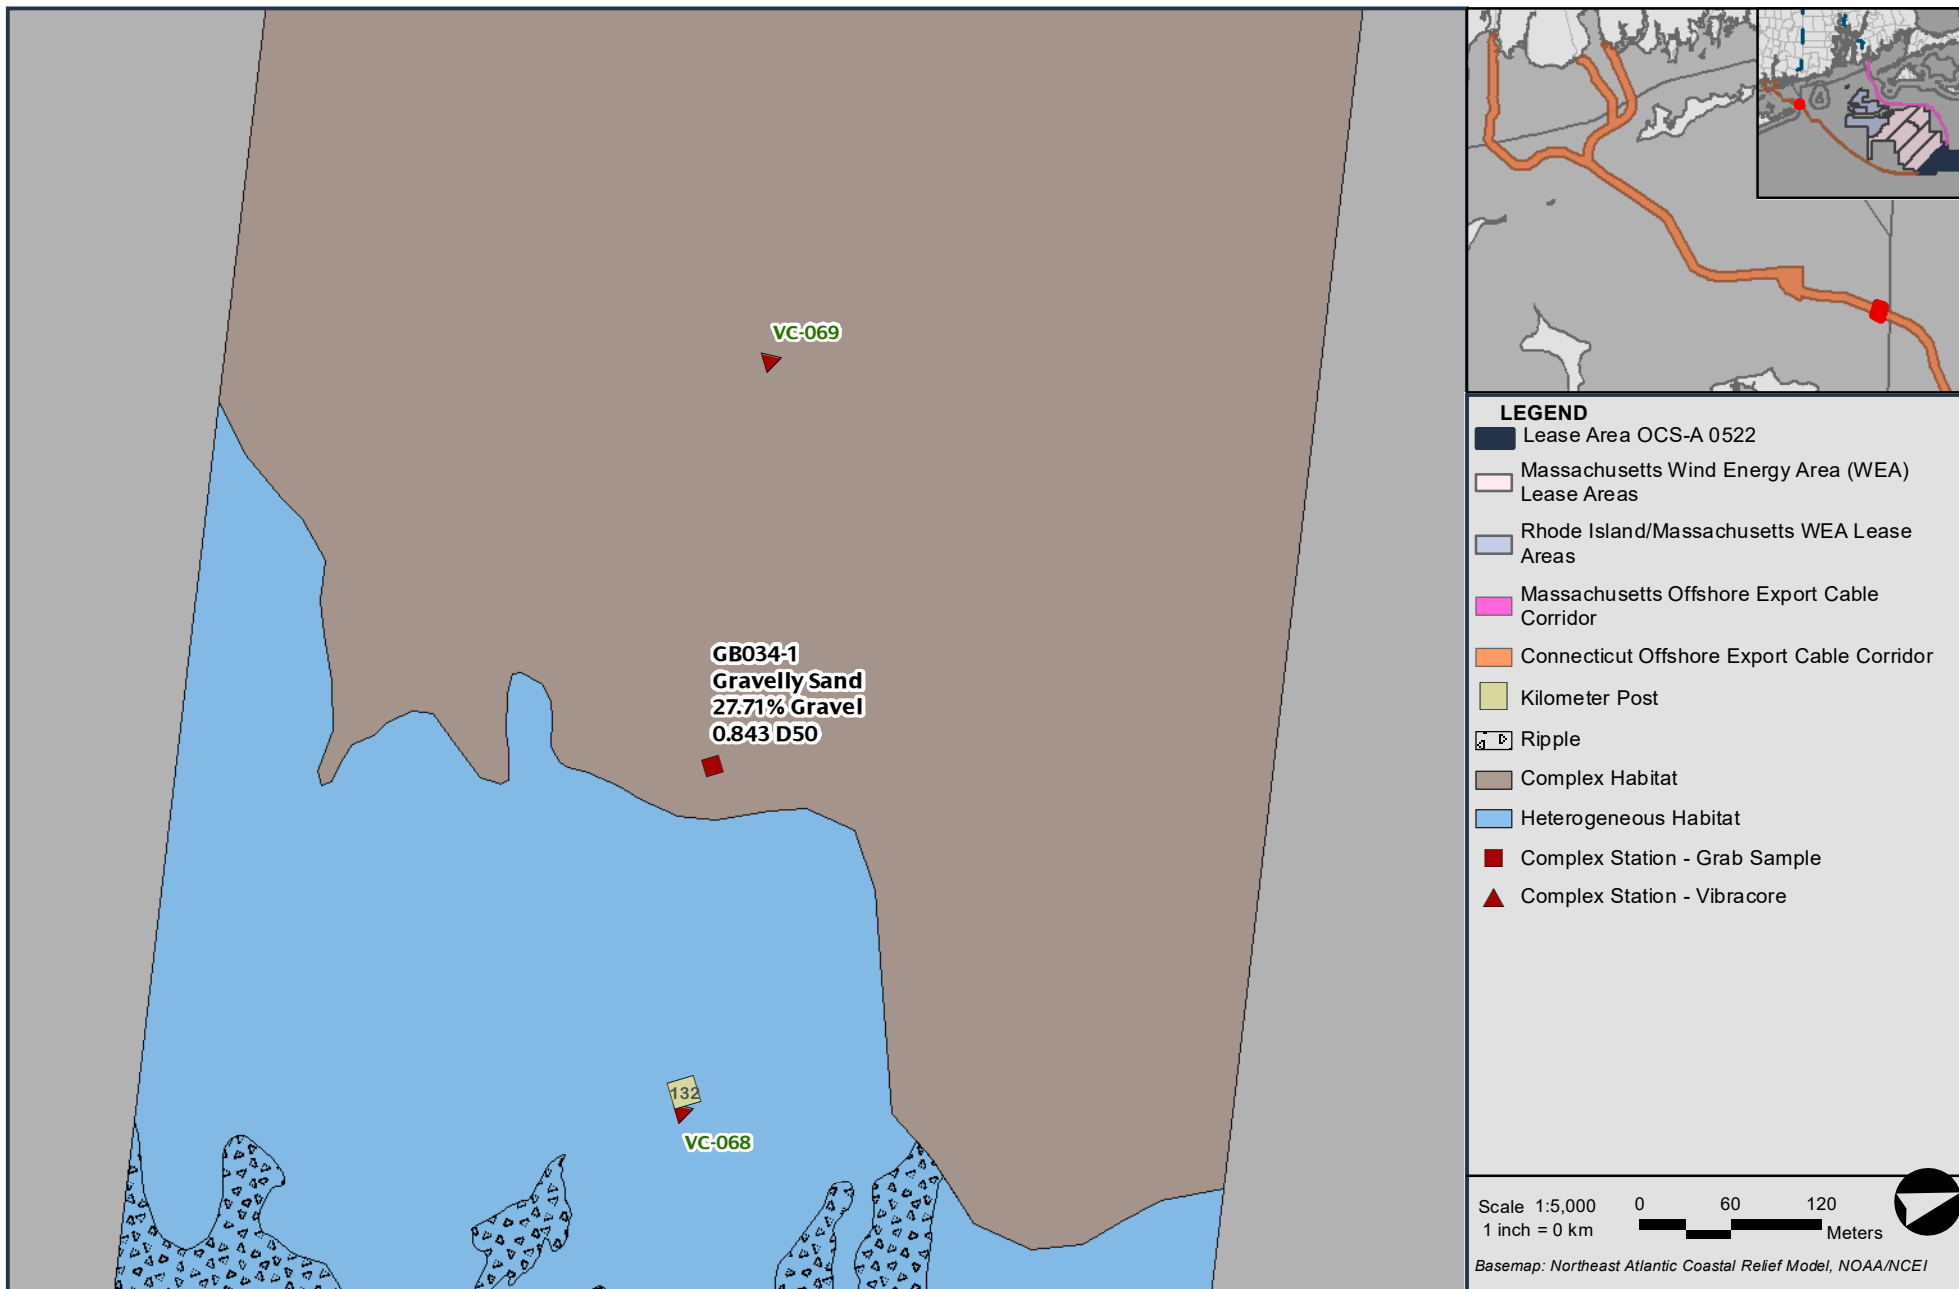 VC-069
GB034-1
Gravelly Sand
27.71% Gravel
0.843 D50
132
VC-068
LEGEND
Lease Area OCS-A 0522
Massachusetts Wind Energy Area (WEA)
Lease Areas
Rhode Island/Massachusetts WEA Lease
Areas
Massachusetts Offshore Export Cable
Corridor
Connecticut Offshore Export Cable Corridor
Kilometer Post
Ripple
Complex Habitat
Heterogeneous Habitat
Complex Station - Grab Sample
Complex Station - Vibracore
Scale 1:5,000
1 inch = 0 km
0 60 120
Meters
Basemap: Northeast Atlantic Coastal Relief Model, NOAA/NCEI